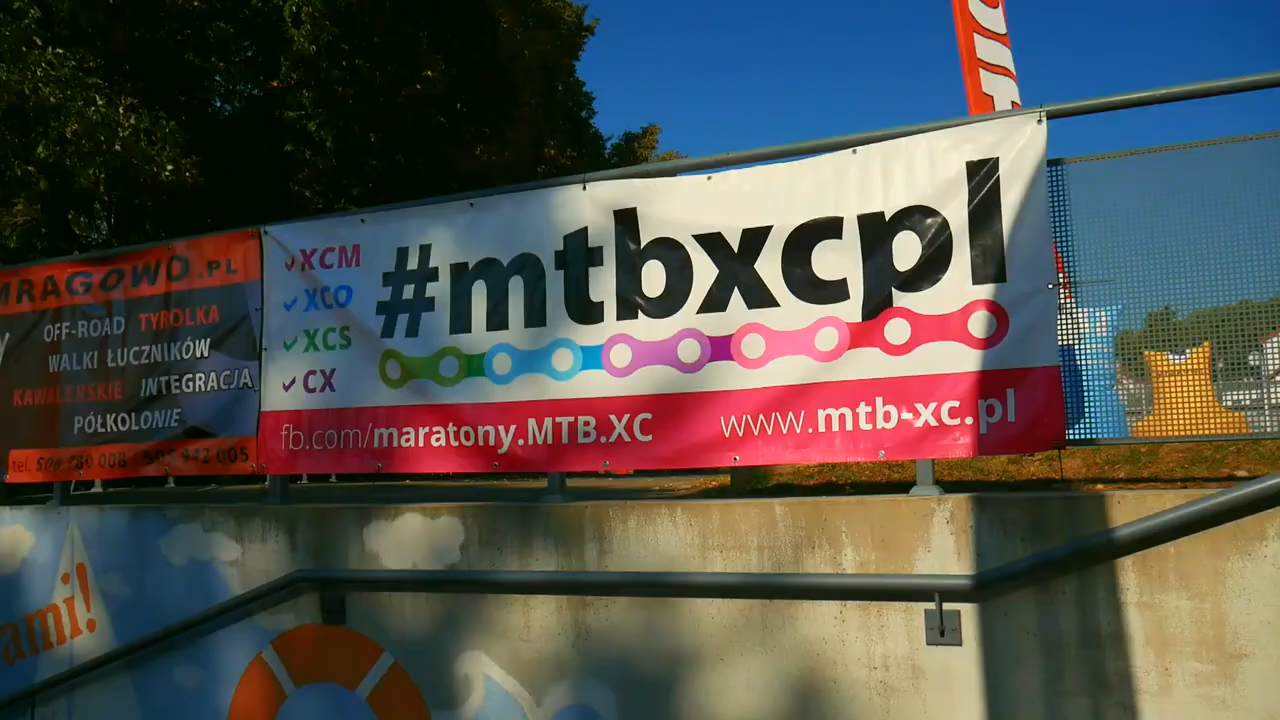 MRAGOWO.PL
OFF-ROAD TYROLKA
WALKI ŁUCZNIKÓW
KAWALERSKIE INTEGRACJA
PÓŁKOLONIE
XCM
XCO
XCS
CX
#mtbxcpl
fb.com/maratony.MTB.XC
www.mtb-xc.pl
ami!